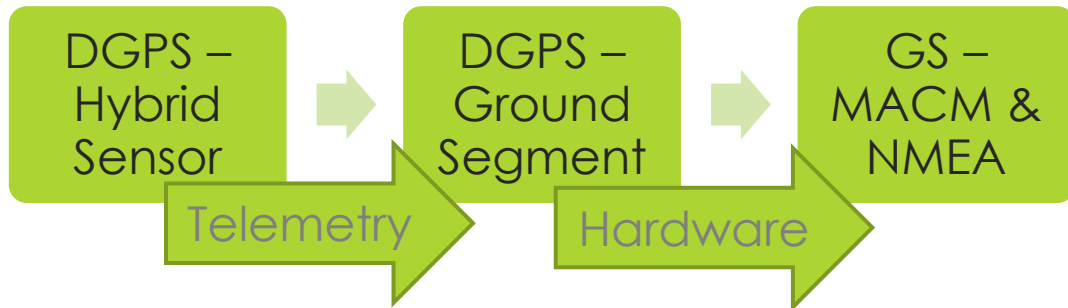 DGPS –
Hybrid
Sensor
DGPS –
Ground
Segment
GS –
MACM &
NMEA
Telemetry
Hardware